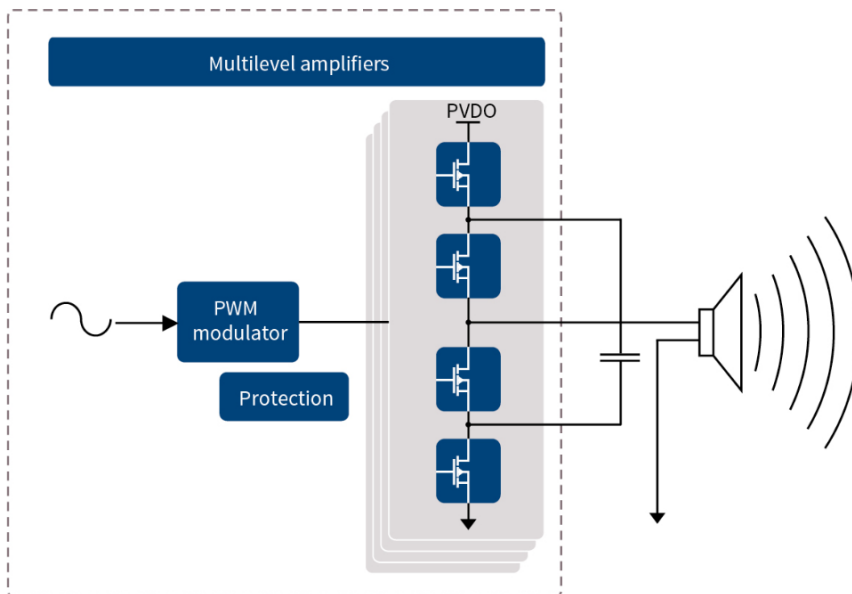 Multilevel amplifiers
PVDO
PWM
modulator
Protection